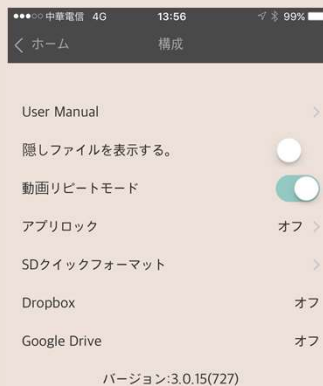 中華電信 4G 13:56 99%
ホーム 構成
User Manual
隠しファイルを表示する。
動画リピートモード
アプリロック オフ
SDクイックフォーマット
Dropbox オフ
Google Drive オフ
バージョン:3.0.15(727)